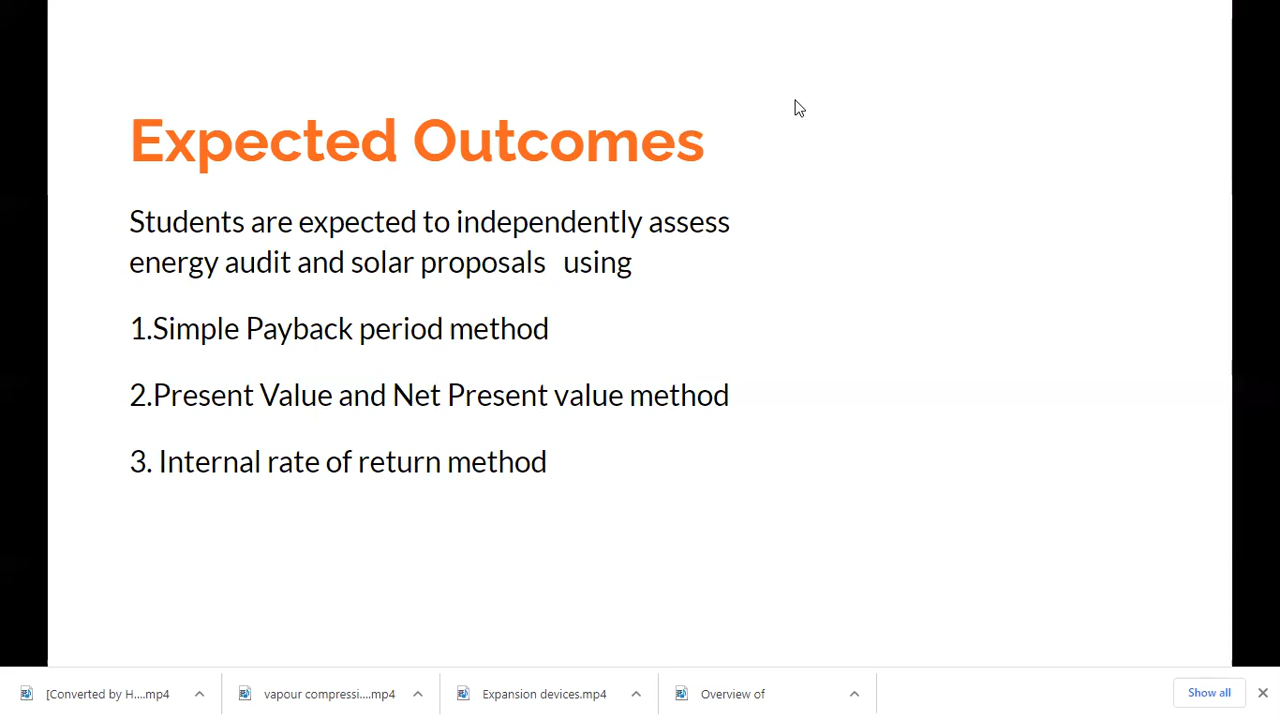 Expected Outcomes
Students are expected to independently assess
energy audit and solar proposals using
1.Simple Payback period method
2.Present Value and Net Present value method
3. Internal rate of return method
[Converted by H....mp4
vapour compressi....mp4
Expansion devices.mp4
Overview of
Show all